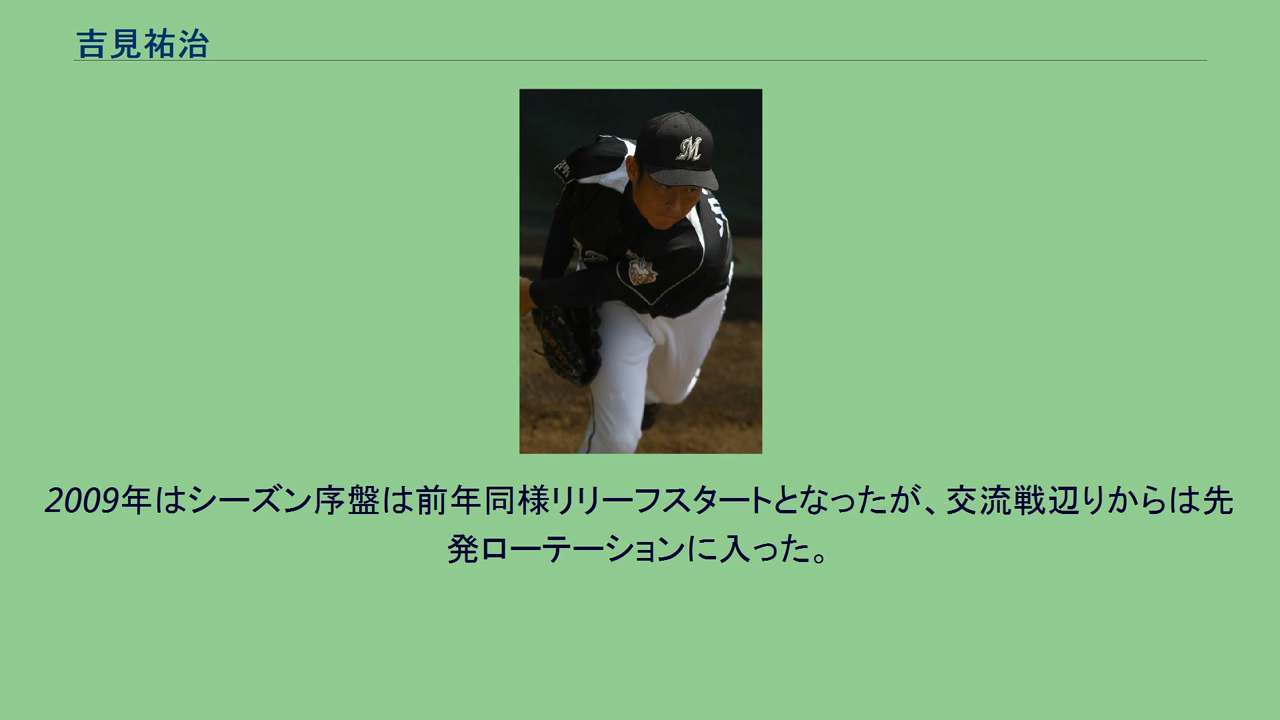 吉見祐治
M
2009年はシーズン序盤は前年同様リリーフスタートとなったが、交流戦辺りからは先
発ローテーションに入った。